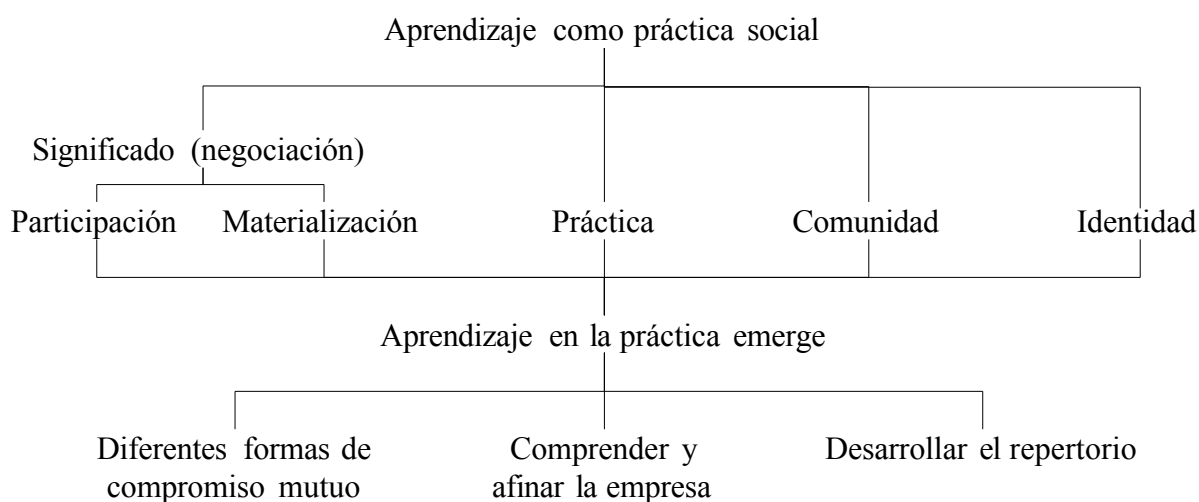 Aprendizaje como práctica social
Significado (negociación)
Participación Materialización Práctica Comunidad Identidad
Aprendizaje en la práctica emerge
Diferentes formas de
compromiso mutuo
Comprender y
afinar la empresa
Desarrollar el repertorio